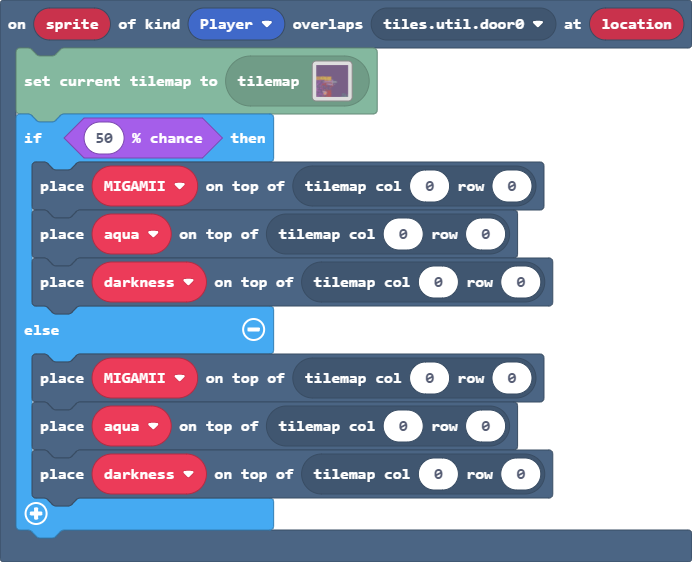 on sprite of kind Player overlaps tiles.util.door0 at location
set current tilemap to tilemap
if 50 % chance then
place MIGAMII on top of tilemap col 0 row 0
place aqua on top of tilemap col 0 row 0
place darkness on top of tilemap col 0 row 0
else
place MIGAMII on top of tilemap col 0 row 0
place aqua on top of tilemap col 0 row 0
place darkness on top of tilemap col 0 row 0